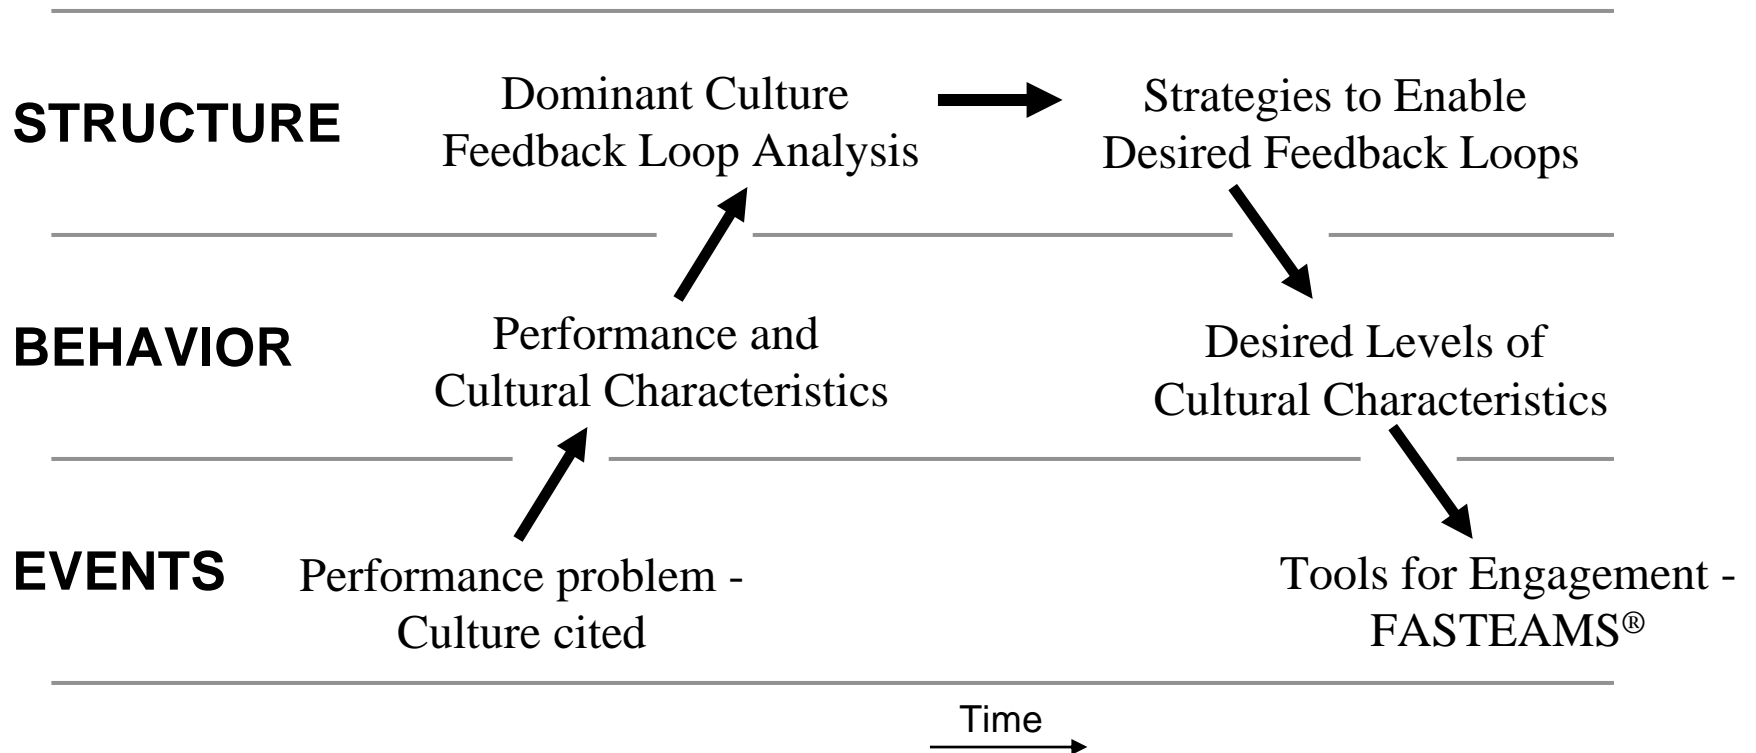 STRUCTURE
Dominant Culture
Feedback Loop Analysis
Strategies to Enable
Desired Feedback Loops
BEHAVIOR
Performance and
Cultural Characteristics
Desired Levels of
Cultural Characteristics
EVENTS
Performance problem -
Culture cited
Tools for Engagement -
FASTEAMS®
Time